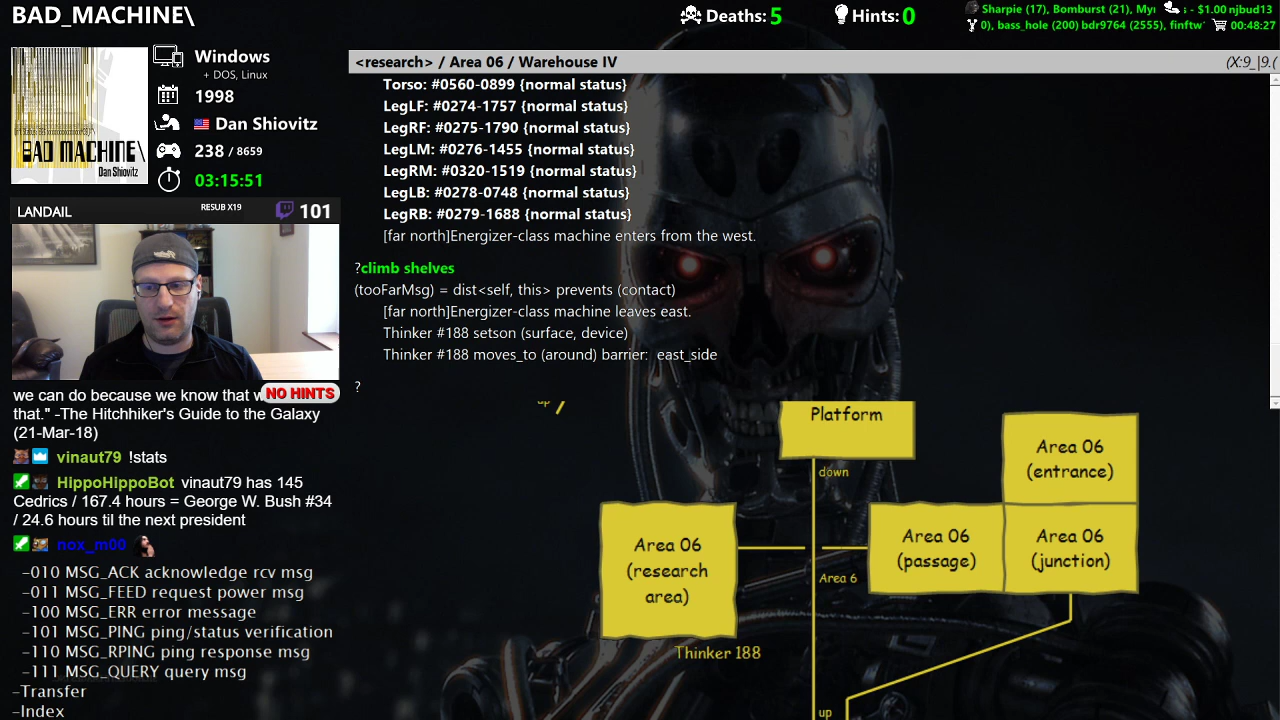 BAD_MACHINE\
Deaths: 5
Hints: 0
Sharpie (17), Bomburst (21), Myr
- $1.00 njbud13
0), bass_hole (200) bdr9764 (2555), finftw
00:48:27
Windows
+ DOS, Linux
1998
Dan Shiovitz
238 / 8659
03:15:51
BAD MACHINE\
Dan Shiovitz
LANDAIL
RESUB X19
101
<research> / Area 06 / Warehouse IV
(X:9_|9.(
Torso: #0560-0899 {normal status}
LegLF: #0274-1757 {normal status}
LegRF: #0275-1790 {normal status}
LegLM: #0276-1455 {normal status}
LegRM: #0320-1519 {normal status}
LegLB: #0278-0748 {normal status}
LegRB: #0279-1688 {normal status}
[far north]Energizer-class machine enters from the west.
?climb shelves
(tooFarMsg) = dist<self, this> prevents (contact)
[far north]Energizer-class machine leaves east.
Thinker #188 setson (surface, device)
Thinker #188 moves_to (around) barrier: east_side
?
we can do because we know that w
NO HINTS
that." -The Hitchhiker's Guide to the Galaxy
(21-Mar-18)
vinaut79 !stats
HippoHippoBot vinaut79 has 145
Cedrics / 167.4 hours = George W. Bush #34
/ 24.6 hours til the next president
nox_m00
-010 MSG_ACK acknowledge rcv msg
-011 MSG_FEED request power msg
-100 MSG_ERR error message
-101 MSG_PING ping/status verification
-110 MSG_RPING ping response msg
-111 MSG_QUERY query msg
-Transfer
-Index
up
Platform
down
Area 06
(entrance)
Area 06
(research
area)
Area 06
(passage)
Area 06
(junction)
Area 6
Thinker 188
up